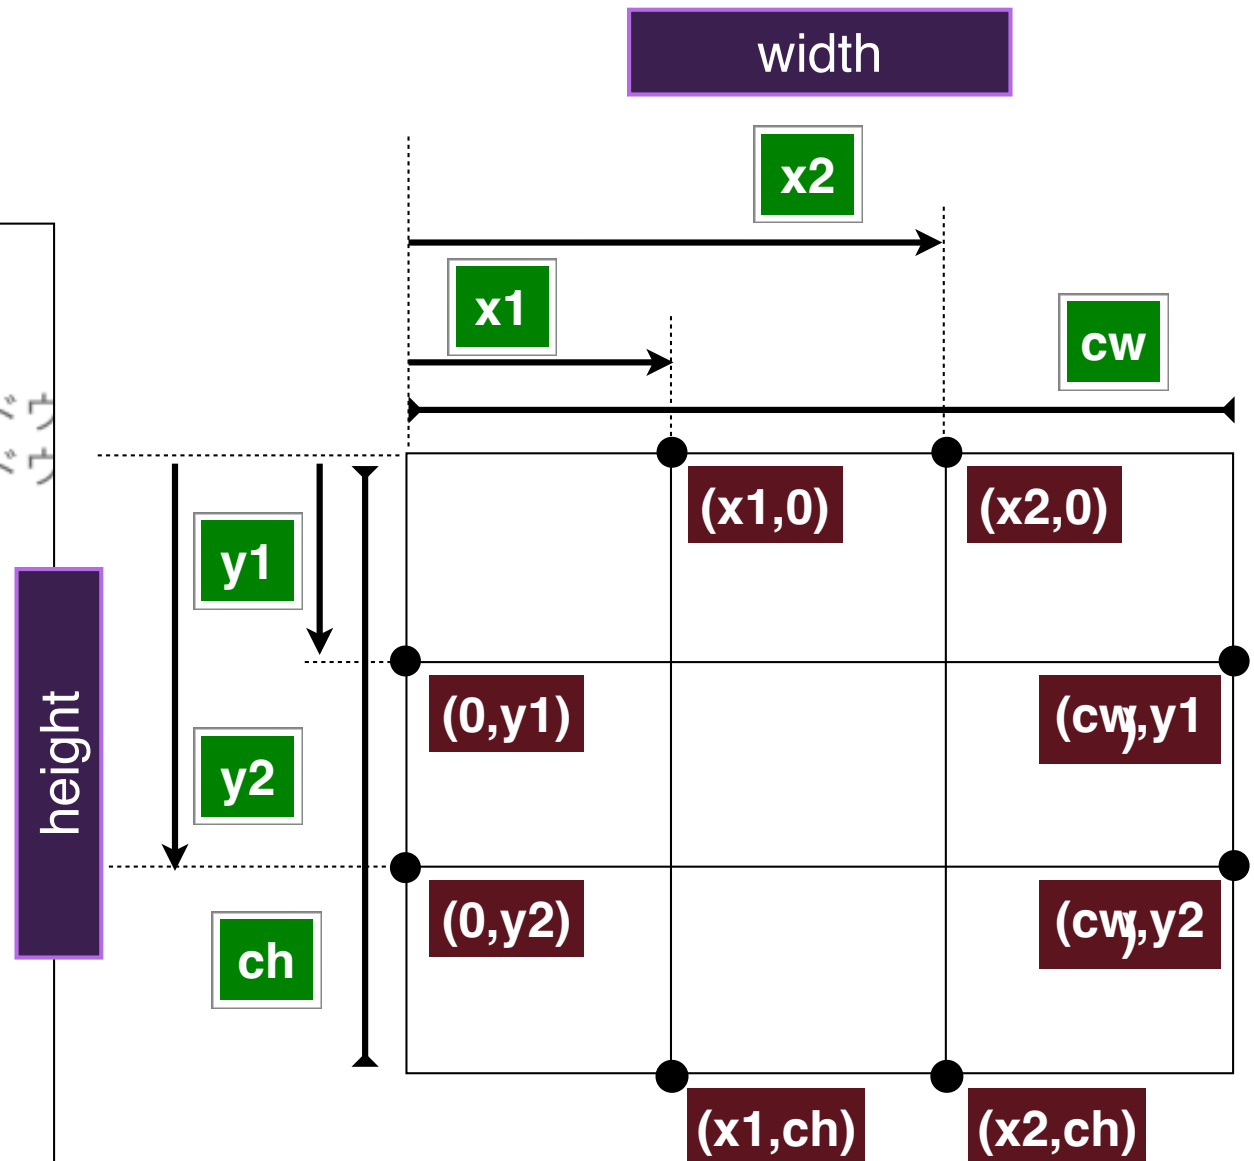 width
x2
x1
cw
(x1,0)
(x2,0)
y1
(0,y1)
(cw,y1
)
height
y2
(0,y2)
(cw,y2
)
ch
(x1,ch)
(x2,ch)